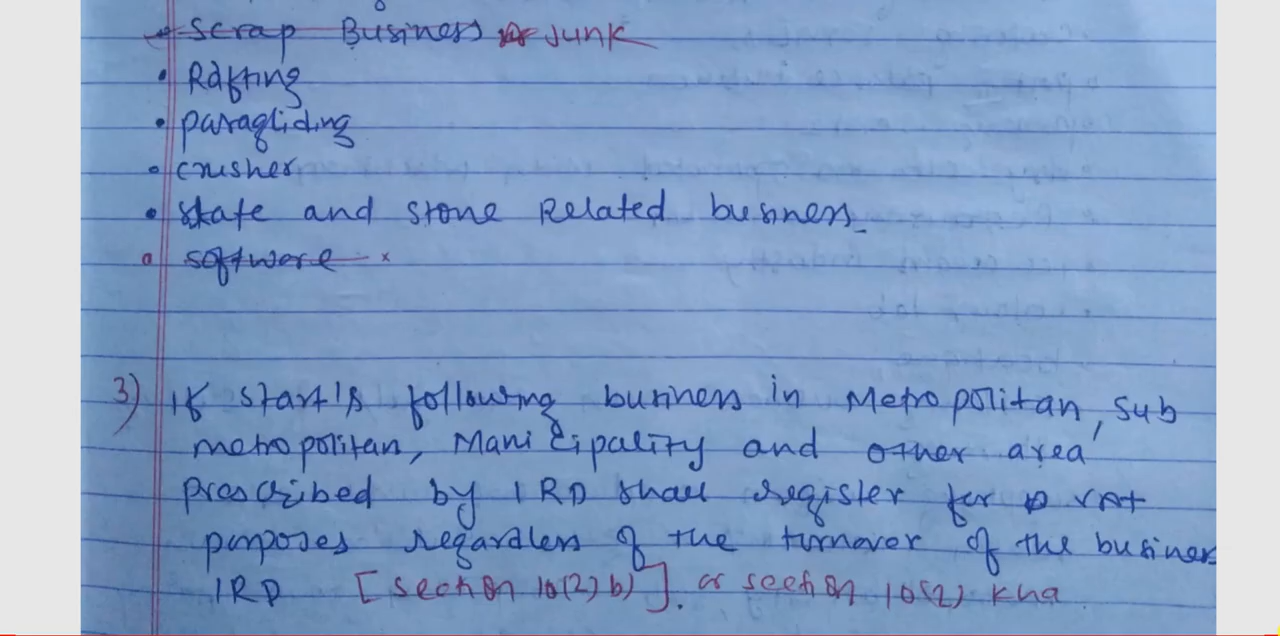 Scrap Business or Junk
• Rafting
• paragliding
• crusher
• slate and stone Related business
• software x
3) If start's following business in Metropolitan, sub
metropolitan, Municipality and other area
prescribed by IRD shall register for VAT
purposes regardless of the turnover of the business
IRD [section 10(2)b)]. or section 10(2) kha